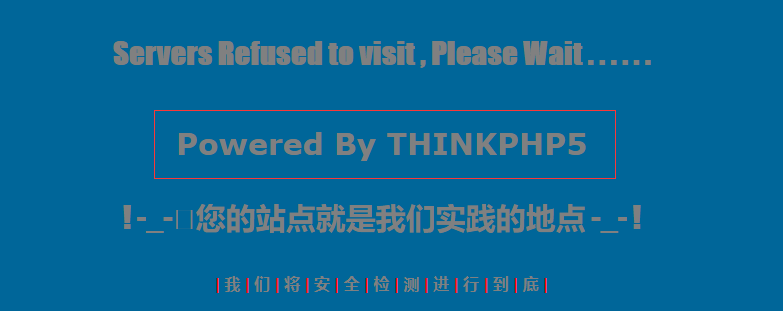 Servers Refused to visit , Please Wait . . . . . .
Powered By THINKPHP5
!-_-□您的站点就是我们实践的地点-_-!
|我|们|将|安|全|检|测|进|行|到|底|